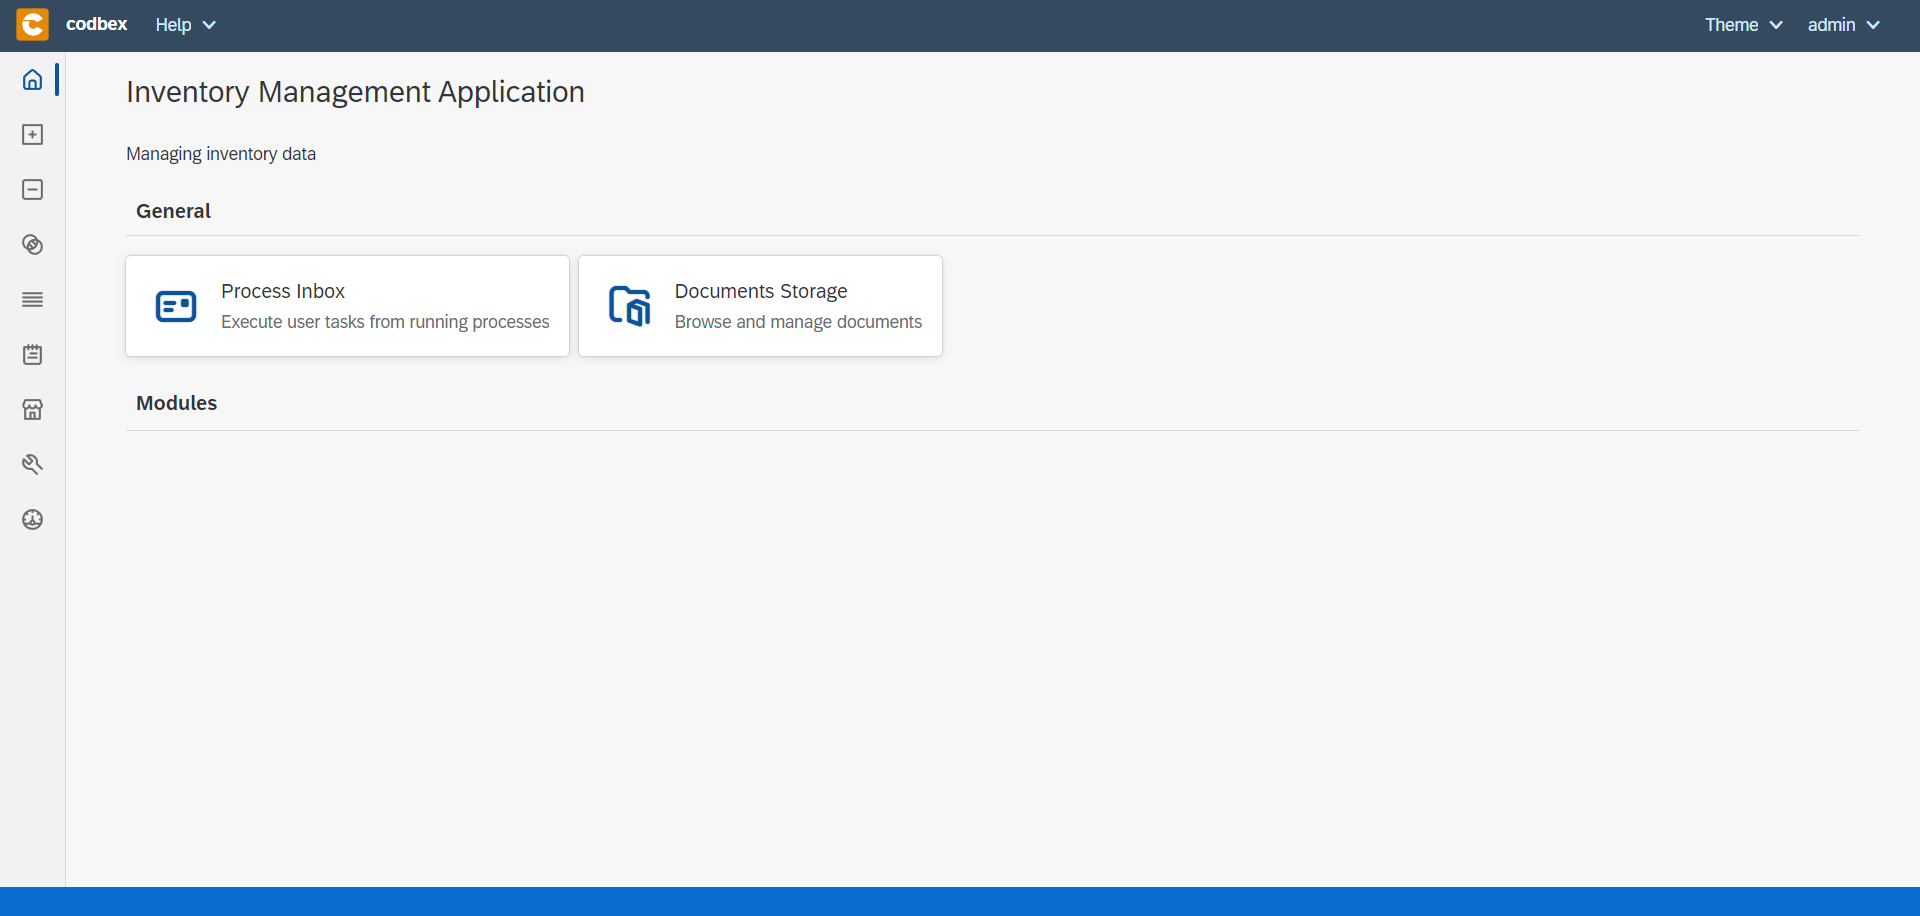 codbex Help Theme admin
Inventory Management Application
Managing inventory data
General
Process Inbox
Execute user tasks from running processes
Documents Storage
Browse and manage documents
Modules